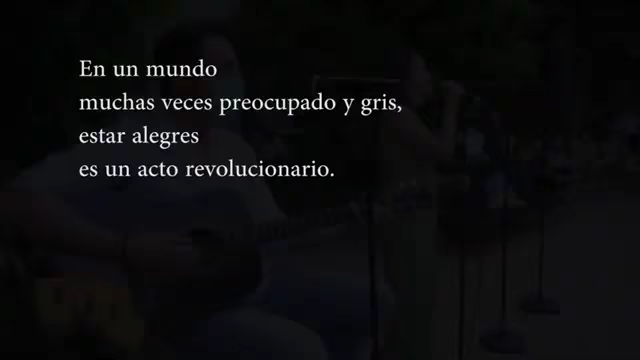 En un mundo
muchas veces preocupado y gris,
estar alegres
es un acto revolucionario.